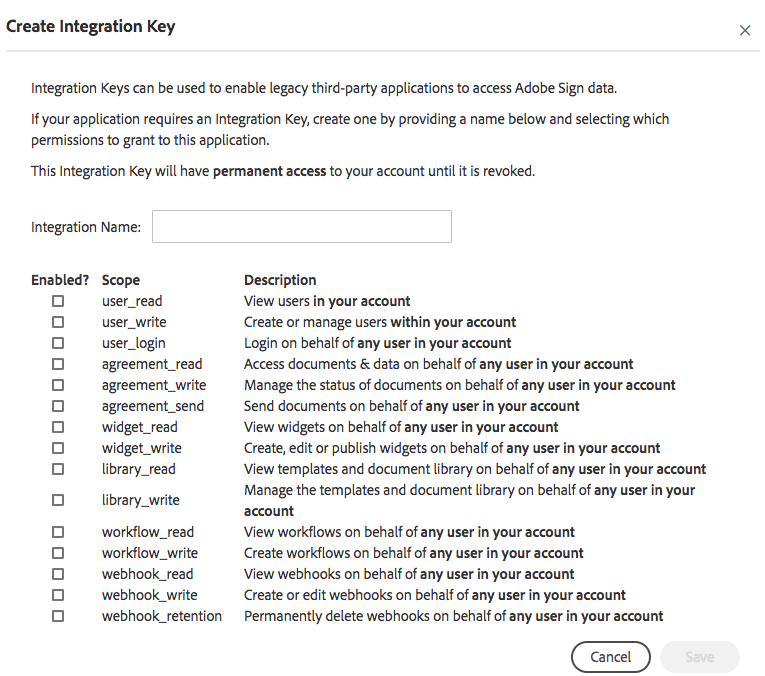 Create Integration Key
Integration Keys can be used to enable legacy third-party applications to access Adobe Sign data.
If your application requires an Integration Key, create one by providing a name below and selecting which
permissions to grant to this application.
This Integration Key will have permanent access to your account until it is revoked.
Integration Name:
Enabled? Scope Description
user_read View users in your account
user_write Create or manage users within your account
user_login Login on behalf of any user in your account
agreement_read Access documents & data on behalf of any user in your account
agreement_write Manage the status of documents on behalf of any user in your account
agreement_send Send documents on behalf of any user in your account
widget_read View widgets on behalf of any user in your account
widget_write Create, edit or publish widgets on behalf of any user in your account
library_read View templates and document library on behalf of any user in your account
library_write Manage the templates and document library on behalf of any user in your
account
workflow_read View workflows on behalf of any user in your account
workflow_write Create workflows on behalf of any user in your account
webhook_read View webhooks on behalf of any user in your account
webhook_write Create or edit webhooks on behalf of any user in your account
webhook_retention Permanently delete webhooks on behalf of any user in your account
Cancel Save